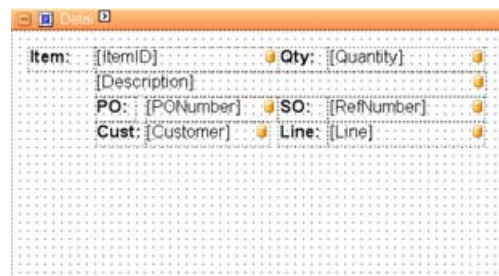 Detail
Item: [ItemID] Qty: [Quantity]
[Description]
PO: [PONumber] SO: [RefNumber]
Cust: [Customer] Line: [Line]